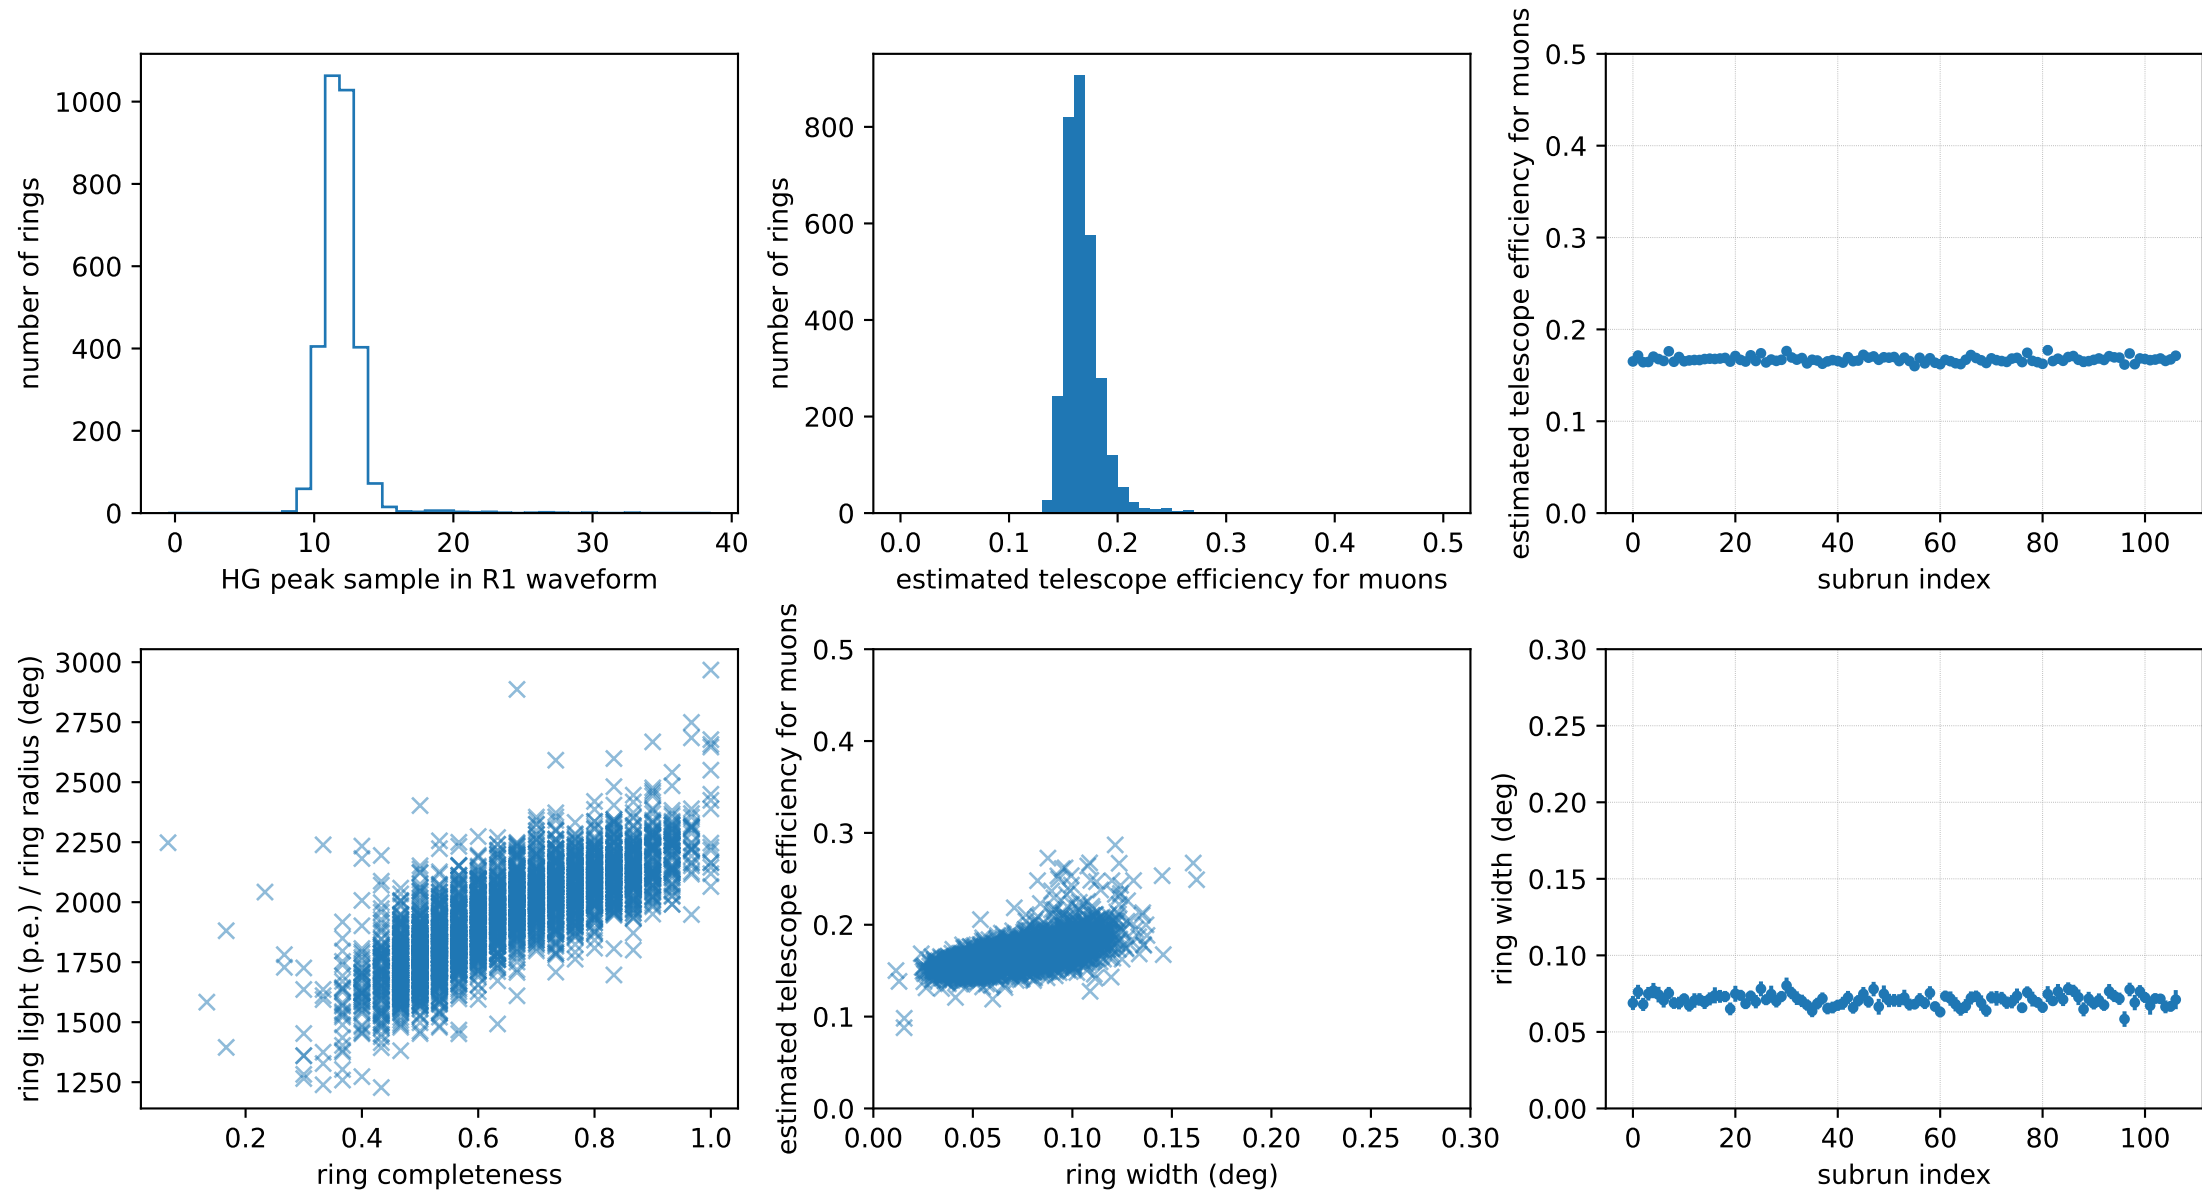 number of rings
1000
800
600
400
200
0
0 10 20 30 40
HG peak sample in R1 waveform
number of rings
800
600
400
200
0
0.0 0.1 0.2 0.3 0.4 0.5
estimated telescope efficiency for muons
estimated telescope efficiency for muons
0.5
0.4
0.3
0.2
0.1
0.0
0 20 40 60 80 100
subrun index
ring light (p.e.) / ring radius (deg)
3000
2750
2500
2250
2000
1750
1500
1250
0.2 0.4 0.6 0.8 1.0
ring completeness
estimated telescope efficiency for muons
0.5
0.4
0.3
0.2
0.1
0.0
0.00 0.05 0.10 0.15 0.20 0.25 0.30
ring width (deg)
ring width (deg)
0.30
0.25
0.20
0.15
0.10
0.05
0.00
0 20 40 60 80 100
subrun index